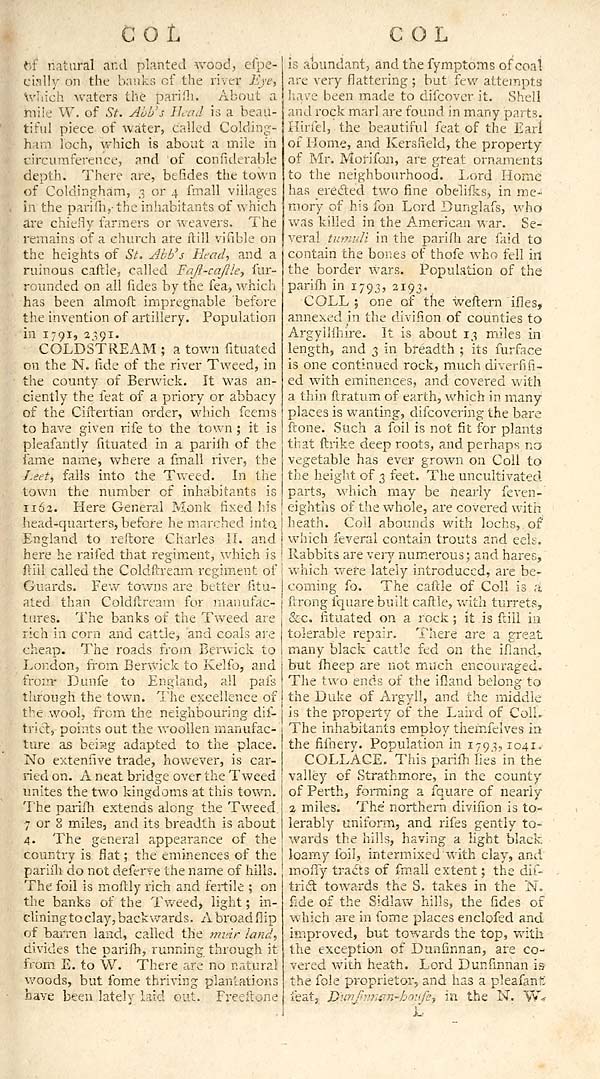 COL
of natural and planted wood, eſpe-
cially on the banks of the river Eye,
which waters the pariſh. About a
mile W. of St. Abb's Head is a beau-
tiful piece of water, called Colding-
ham loch, which is about a mile in
circumference, and of conſiderable
depth. There are, beſides the town
of Coldingham, 3 or 4 ſmall villages
in the pariſh, the inhabitants of which
are chiefly farmers or weavers. The
remains of a church are ſtill viſible on
the heights of St. Abb's Head, and a
ruinous caſtle, called Faſt-caſtle, ſur-
rounded on all ſides by the ſea, which
has been almoſt impregnable before
the invention of artillery. Population
in 1791, 2391.
COLDSTREAM; a town ſituated
on the N. ſide of the river Tweed, in
the county of Berwick. It was an-
ciently the ſeat of a priory or abbacy
of the Ciſtertian order, which ſeems
to have given riſe to the town; it is
pleaſantly ſituated in a pariſh of the
ſame name, where a ſmall river, the
Leet, falls into the Tweed. In the
town the number of inhabitants is
1162. Here General Monk fixed his
head-quarters, before he marched into
England to reſtore Charles II. and
here he raiſed that regiment, which is
ſtill called the Coldſtream regiment of
Guards. Few towns are better ſitu-
ated than Coldſtream for manufac-
tures. The banks of the Tweed are
rich in corn and cattle, and coals are
cheap. The roads from Berwick to
London, from Berwick to Kelſo, and
from Dunſe to England, all paſs
through the town. The excellence of
the wool, from the neighbouring diſ-
trict, points out the woollen manufac-
ture as being adapted to the place.
No extenſive trade, however, is car-
ried on. A neat bridge over the Tweed
unites the two kingdoms at this town.
The pariſh extends along the Tweed
7 or 8 miles, and its breadth is about
4. The general appearance of the
country is flat; the eminences of the
pariſh do not deſerve the name of hills.
The ſoil is moſtly rich and fertile; on
the banks of the Tweed, light; in-
clining to clay, backwards. A broad ſlip
of barren land, called the muir land,
divides the pariſh, running through it
from E. to W. There are no natural
woods, but ſome thriving plantations
have been lately laid out. Freeſtone
COL
is abundant, and the ſymptoms of coal
are very flattering; but few attempts
have been made to diſcover it. Shell
and rock marl are found in many parts.
Hirſel, the beautiful ſeat of the Earl
of Home, and Kersfield, the property
of Mr. Moriſon, are great ornaments
to the neighbourhood. Lord Home
has erected two fine obeliſks, in me-
mory of his ſon Lord Dunglaſs, who
was killed in the American war. Se-
veral tumuli in the pariſh are ſaid to
contain the bones of thoſe who fell in
the border wars. Population of the
pariſh in 1793, 2193.
COLL; one of the weſtern iſles,
annexed in the diviſion of counties to
Argyllſhire. It is about 13 miles in
length, and 3 in breadth; its ſurface
is one continued rock, much diverſifi-
ed with eminences, and covered with
a thin ſtratum of earth, which in many
places is wanting, diſcovering the bare
ſtone. Such a ſoil is not fit for plants
that ſtrike deep roots, and perhaps no
vegetable has ever grown on Coll to
the height of 3 feet. The uncultivated
parts, which may be nearly ſeven-
eighths of the whole, are covered with
heath. Coll abounds with lochs, of
which ſeveral contain trouts and eels.
Rabbits are very numerous; and hares,
which were lately introduced, are be-
coming ſo. The caſtle of Coll is a
ſtrong ſquare built caſtle, with turrets,
&c. ſituated on a rock; it is ſtill in
tolerable repair. There are a great
many black cattle fed on the iſland,
but ſheep are not much encouraged.
The two ends of the iſland belong to
the Duke of Argyll, and the middle
is the property of the Laird of Coll.
The inhabitants employ themſelves in
the fiſhery. Population in 1793, 1041.
COLLACE. This pariſh lies in the
valley of Strathmore, in the county
of Perth, forming a ſquare of nearly
2 miles. The northern diviſion is to-
lerably uniform, and riſes gently to-
wards the hills, having a light black
loamy ſoil, intermixed with clay, and
moſſy tracts of ſmall extent; the diſ-
trict towards the S. takes in the N.
ſide of the Sidlaw hills, the ſides of
which are in ſome places encloſed and
improved, but towards the top, with
the exception of Dunſinnan, are co-
vered with heath. Lord Dunſinnan is
the ſole proprietor, and has a pleaſant
ſeat, Dunſinnan-houſe, in the N. W.
L